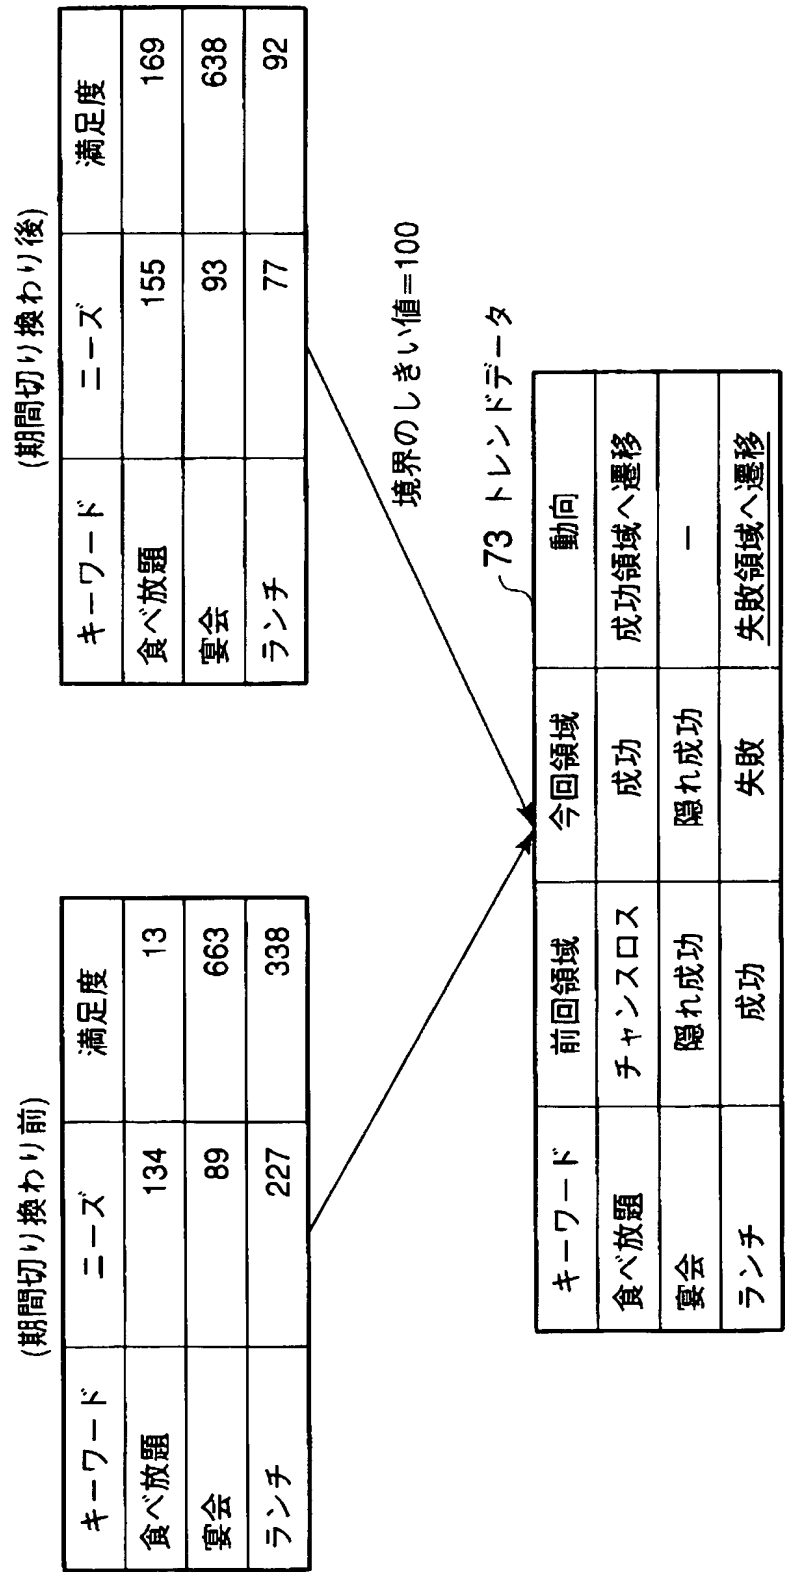 (期間切り換わり前)
キーワード ニーズ 満足度
食べ放題 134 13
宴会 89 663
ランチ 227 338
(期間切り換わり後)
キーワード ニーズ 満足度
食べ放題 155 169
宴会 93 638
ランチ 77 92
境界のしきい値=100
73 トレンドデータ
キーワード 前回領域 今回領域 動向
食べ放題 チャンスロス 成功 成功領域へ遷移
宴会 隠れ成功 隠れ成功 －
ランチ 成功 失敗 失敗領域へ遷移